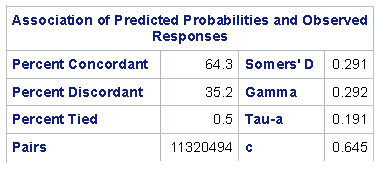 Association of Predicted Probabilities and Observed
Responses
Percent Concordant 64.3 Somers' D 0.291
Percent Discordant 35.2 Gamma 0.292
Percent Tied 0.5 Tau-a 0.191
Pairs 11320494 c 0.645